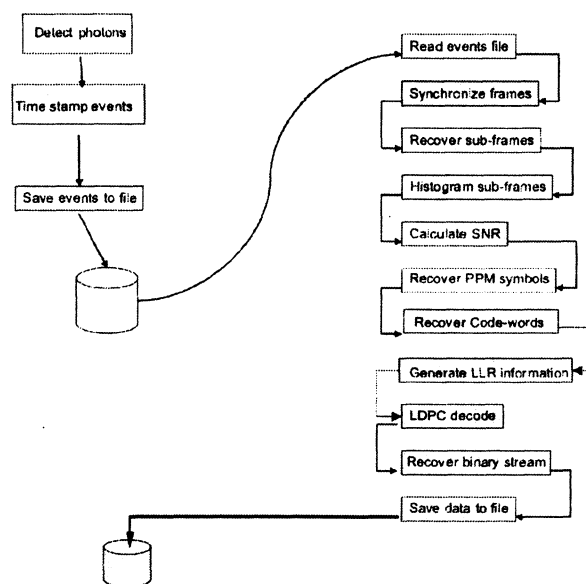 Detect photons
Time stamp events
Save events to file
Read events file
Synchronize frames
Recover sub-frames
Histogram sub-frames
Calculate SNR
Recover PPM symbols
Recover Code-words
Generate LLR information
LDPC decode
Recover binary stream
Save data to file